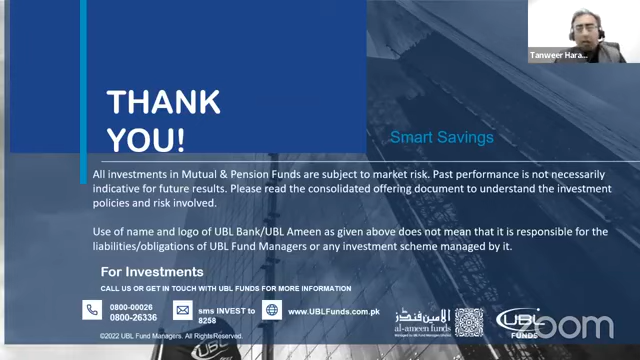 Tanweer Hara...
THANK
YOU!
Smart Savings
All investments in Mutual & Pension Funds are subject to market risk. Past performance is not necessarily
indicative for future results. Please read the consolidated offering document to understand the investment
policies and risk involved.
Use of name and logo of UBL Bank/UBL Ameen as given above does not mean that it is responsible for the
liabilities/obligations of UBL Fund Managers or any investment scheme managed by it.
For Investments
CALL US OR GET IN TOUCH WITH UBL FUNDS FOR MORE INFORMATION
0800-00026
0800-26336
sms INVEST to
8258
www.UBLFunds.com.pk
الامين فنڈز
al-ameen funds
UBL
FUNDS
zoom
©2022 UBL Fund Managers. All Rights Reserved.